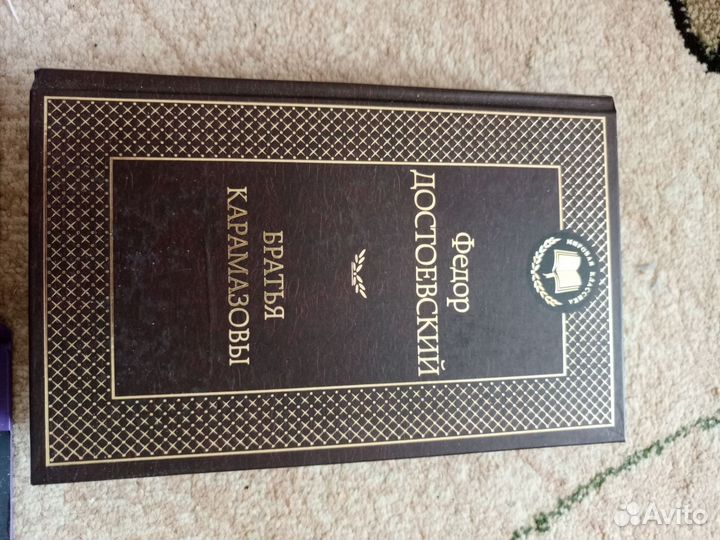 МИРОВАЯ КЛАССИКА
Федор
ДОСТОЕВСКИЙ
БРАТЬЯ
КАРАМАЗОВЫ
Avito